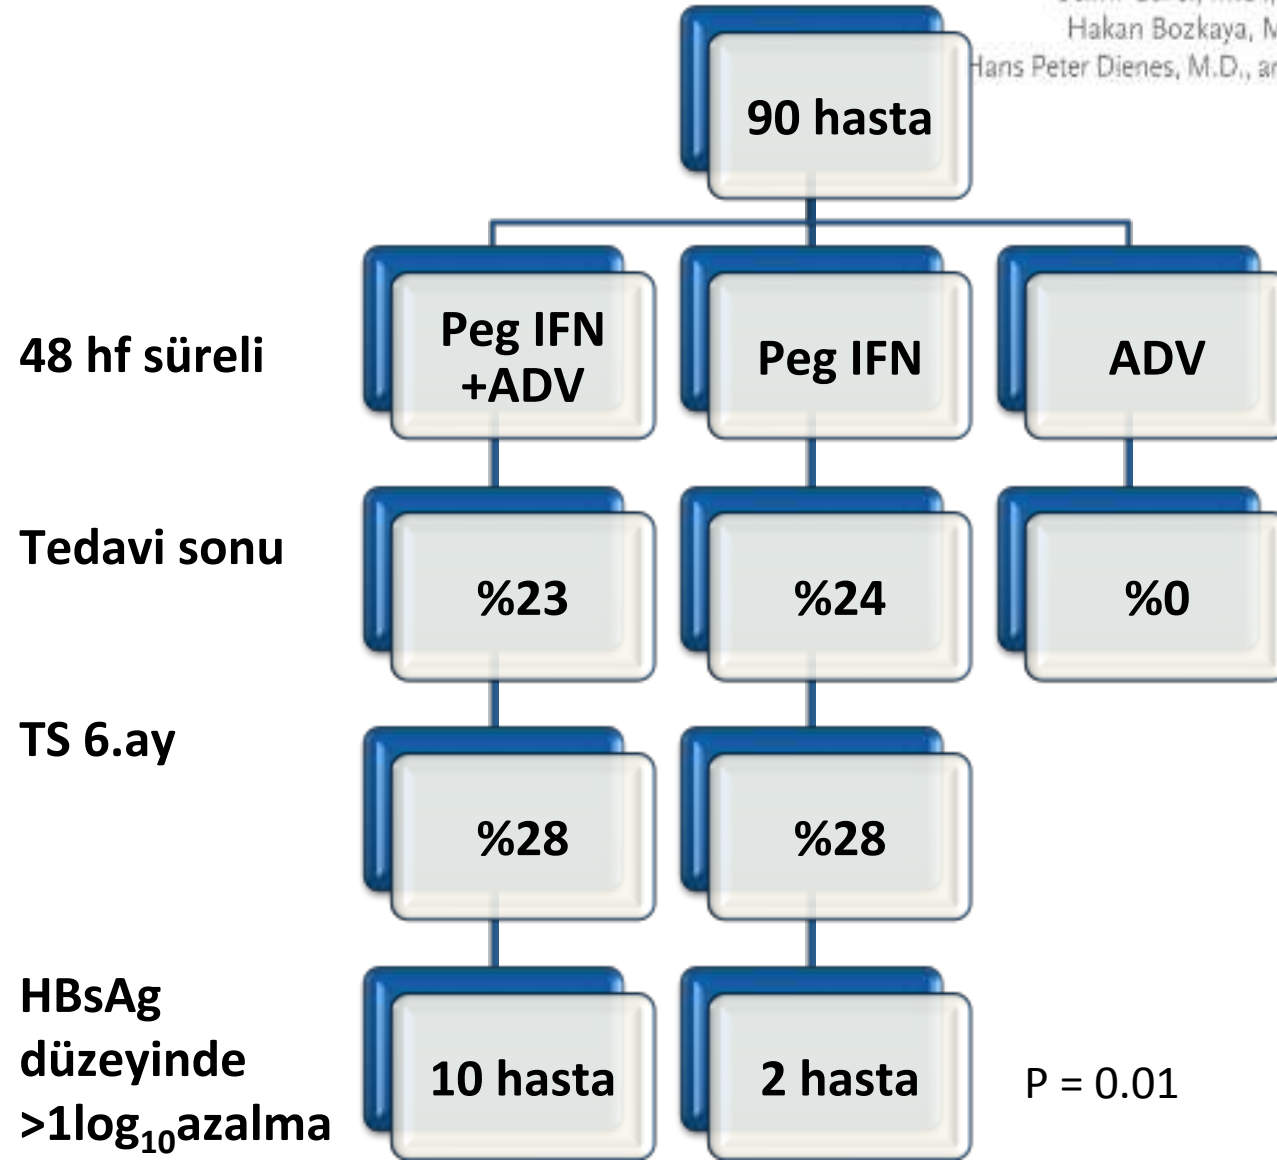 Hakan Bozkaya, M
Hans Peter Dienes, M.D., an
90 hasta
48 hf süreli
Peg IFN
+ADV
Peg IFN
ADV
Tedavi sonu
%23
%24
%0
TS 6.ay
%28
%28
HBsAg
düzeyinde
>1log₁₀azalma
10 hasta
2 hasta
P = 0.01